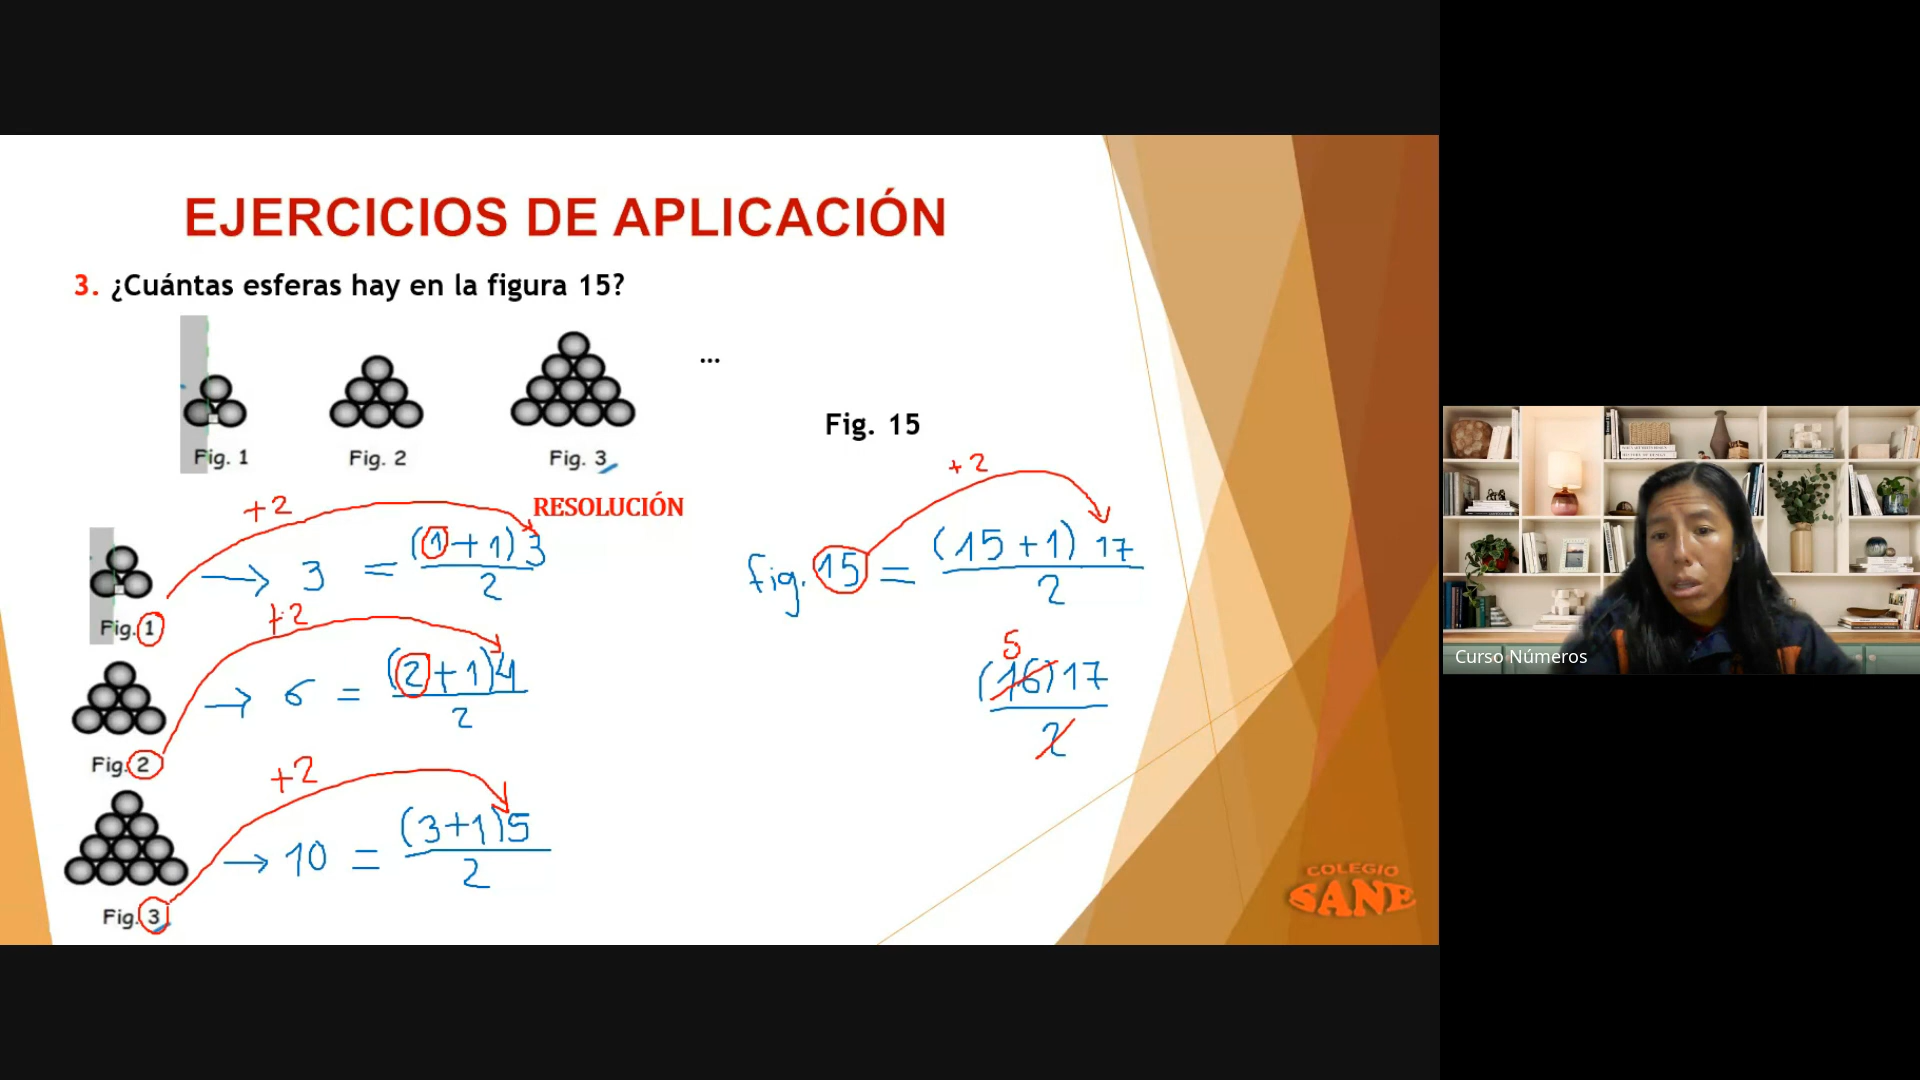 EJERCICIOS DE APLICACIÓN
3. ¿Cuántas esferas hay en la figura 15?
...
Fig. 1 Fig. 2 Fig. 3
Fig. 15
RESOLUCIÓN
+2
→ 3 = (1+1)3
2
Fig. 1
+2
→ 6 = (2+1)4
2
Fig. 2
+2
→ 10 = (3+1)5
2
Fig. 3
+2
fig. 15 = (15+1) 17
2
5
(16)17
2
COLEGIO
SANE
Curso Números